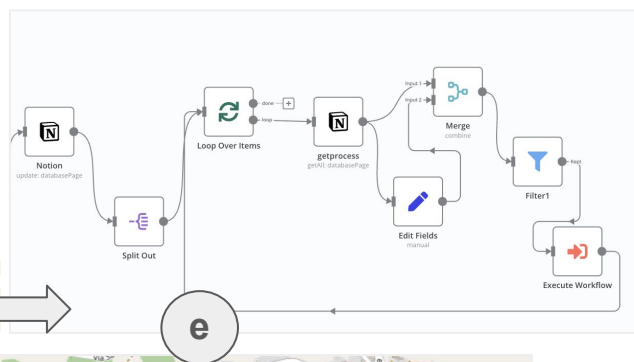 Notion
update: databasePage
Split Out
Loop Over Items
done
loop
getprocess
getAll: databasePage
Input 1
Input 2
Merge
combine
Edit Fields
manual
Filter1
Kept
Execute Workflow
e
via